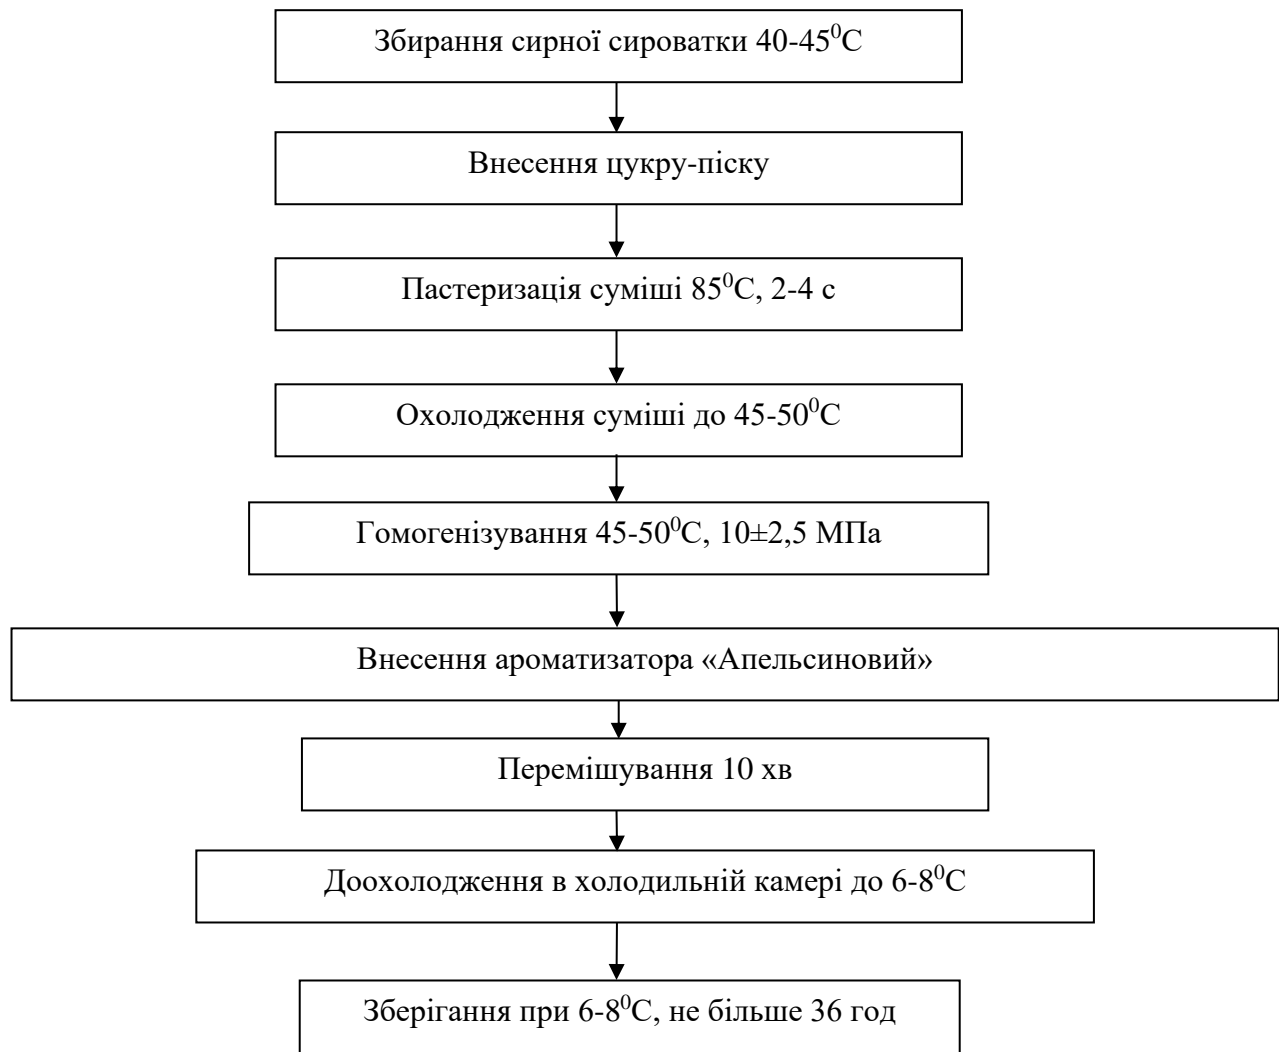 Збирання сирної сироватки 40-45⁰С
Внесення цукру-піску
Пастеризація суміші 85⁰С, 2-4 с
Охолодження суміші до 45-50⁰С
Гомогенізування 45-50⁰С, 10±2,5 МПа
Внесення ароматизатора «Апельсиновий»
Перемішування 10 хв
Доохолодження в холодильній камері до 6-8⁰С
Зберігання при 6-8⁰С, не більше 36 год